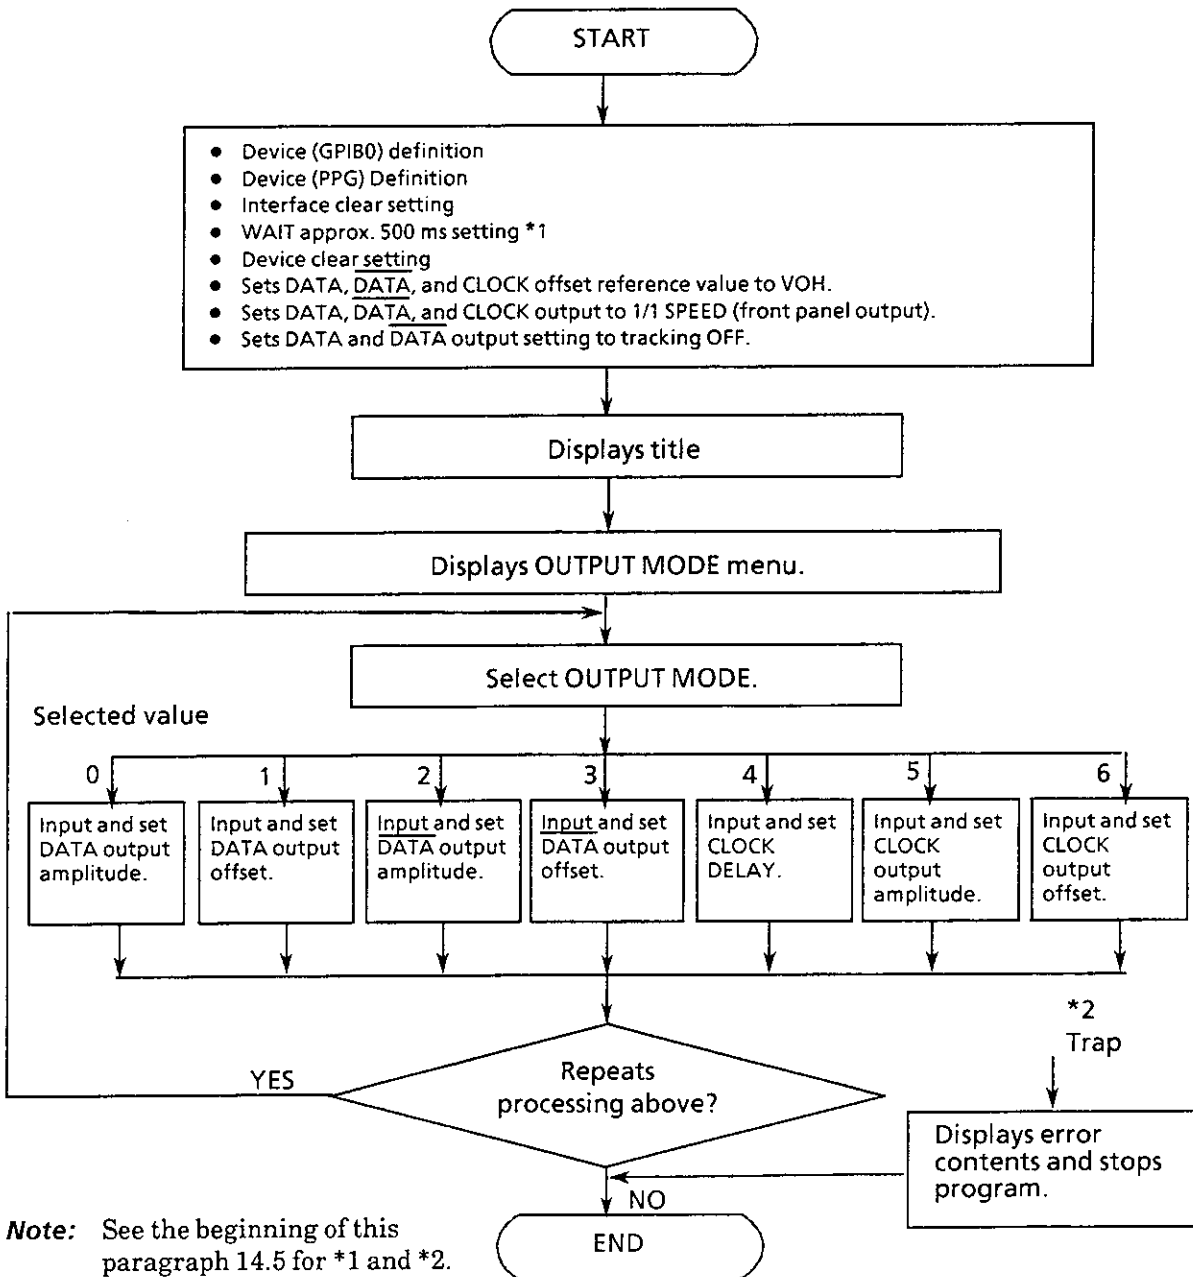 START
● Device (GPIB0) definition
● Device (PPG) Definition
● Interface clear setting
● WAIT approx. 500 ms setting *1
● Device clear setting
● Sets DATA, D̅A̅T̅A̅, and CLOCK offset reference value to VOH.
● Sets DATA, D̅A̅T̅A̅, and CLOCK output to 1/1 SPEED (front panel output).
● Sets DATA and D̅A̅T̅A̅ output setting to tracking OFF.
Displays title
Displays OUTPUT MODE menu.
Select OUTPUT MODE.
Selected value
0
Input and set
DATA output
amplitude.
1
Input and set
DATA output
offset.
2
Input and set
D̅A̅T̅A̅ output
amplitude.
3
Input and set
D̅A̅T̅A̅ output
offset.
4
Input and set
CLOCK
DELAY.
5
Input and set
CLOCK
output
amplitude.
6
Input and set
CLOCK
output
offset.
Repeats
processing above?
YES
NO
*2
Trap
Displays error
contents and stops
program.
END
Note: See the beginning of this
paragraph 14.5 for *1 and *2.